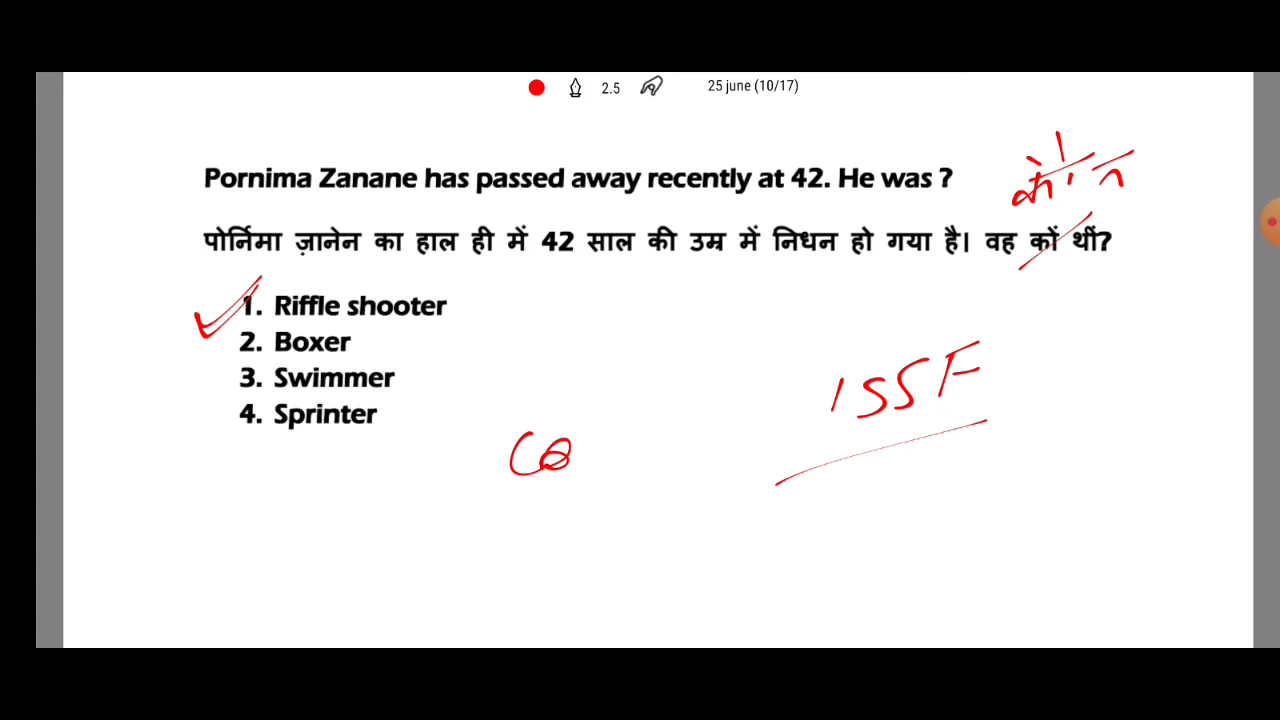 2.5 25 june (10/17)
Pornima Zanane has passed away recently at 42. He was ?
कौन
पोर्निमा ज़ानेन का हाल ही में 42 साल की उम्र में निधन हो गया है। वह कों थीं?
1. Riffle shooter
2. Boxer
3. Swimmer
4. Sprinter
ISSF